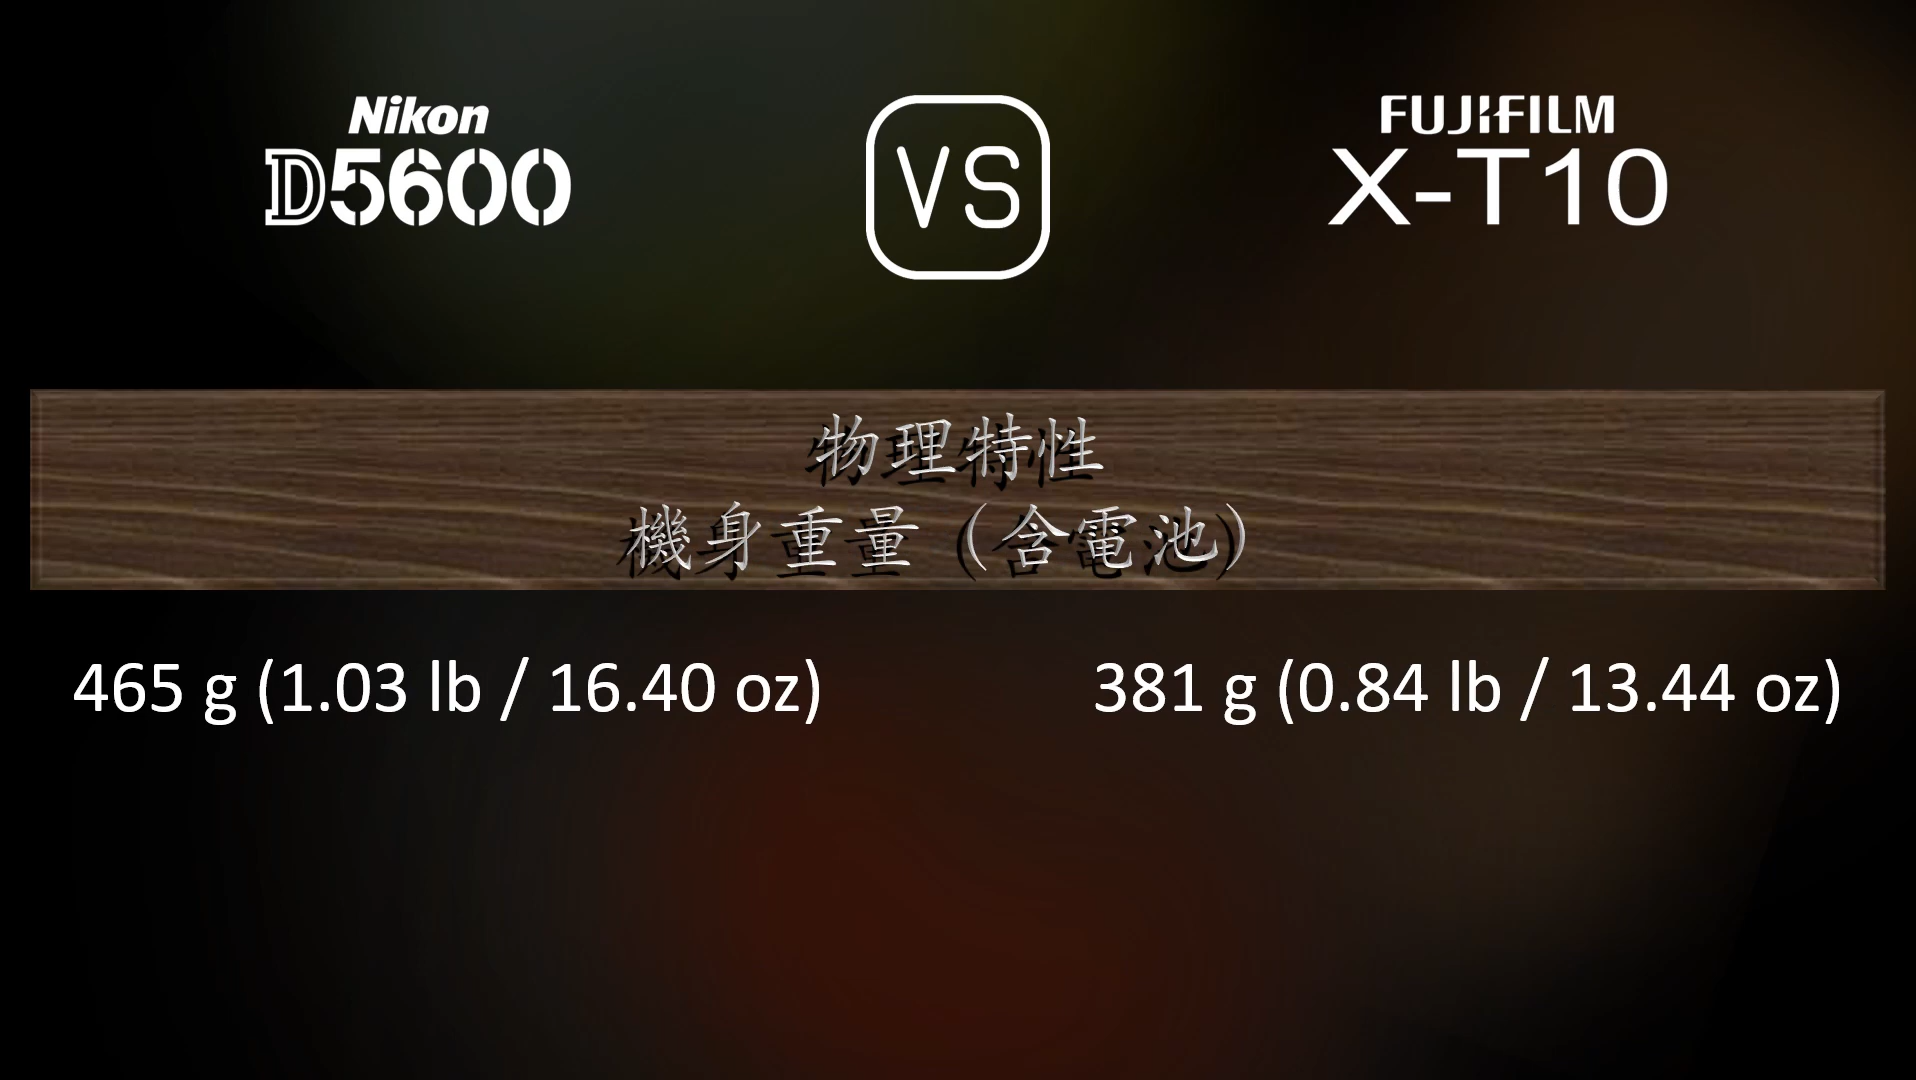 Nikon
D5600
VS
FUJIFILM
X-T10
物理特性
機身重量（含電池）
465 g (1.03 lb / 16.40 oz)
381 g (0.84 lb / 13.44 oz)